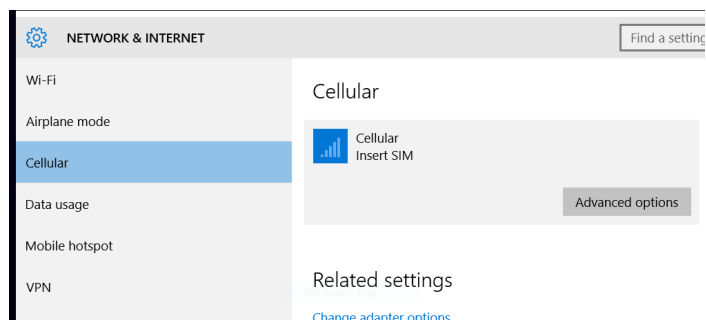 NETWORK & INTERNET
Find a setting
Wi-Fi
Airplane mode
Cellular
Data usage
Mobile hotspot
VPN
Cellular
Cellular
Insert SIM
Advanced options
Related settings
Change adapter options